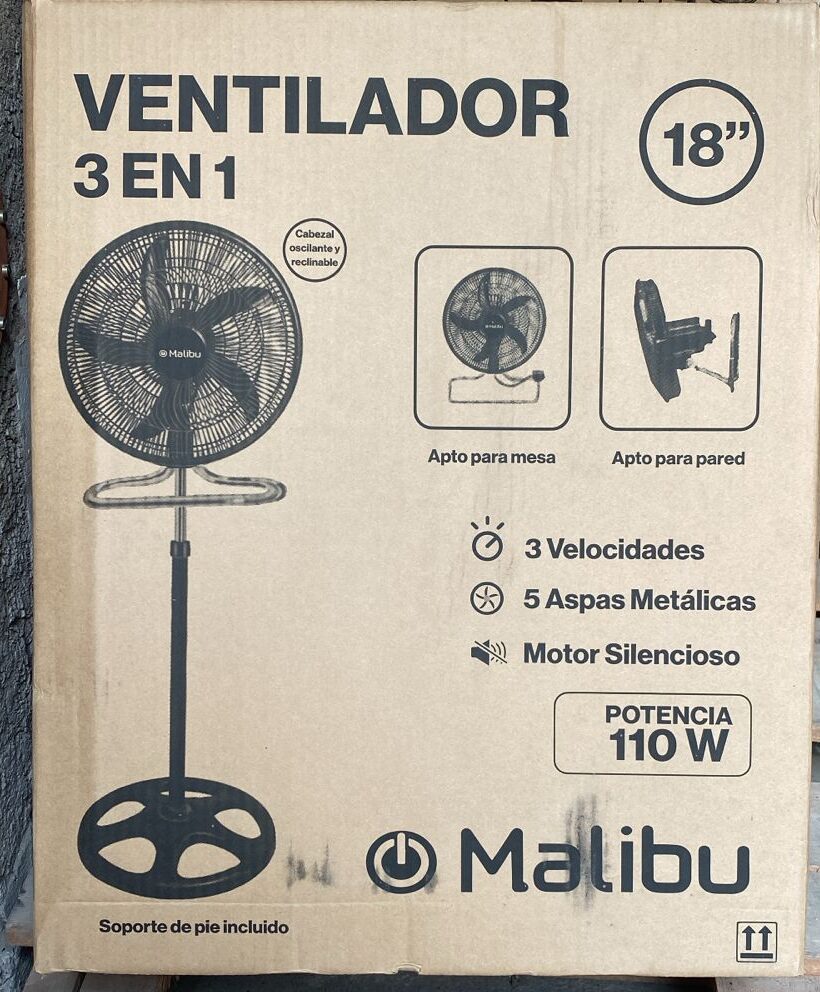 VENTILADOR
3 EN 1
18”
Cabezal
oscilante y
reclinable
Malibu
Apto para mesa
Apto para pared
3 Velocidades
5 Aspas Metálicas
Motor Silencioso
POTENCIA
110 W
Malibu
Soporte de pie incluido